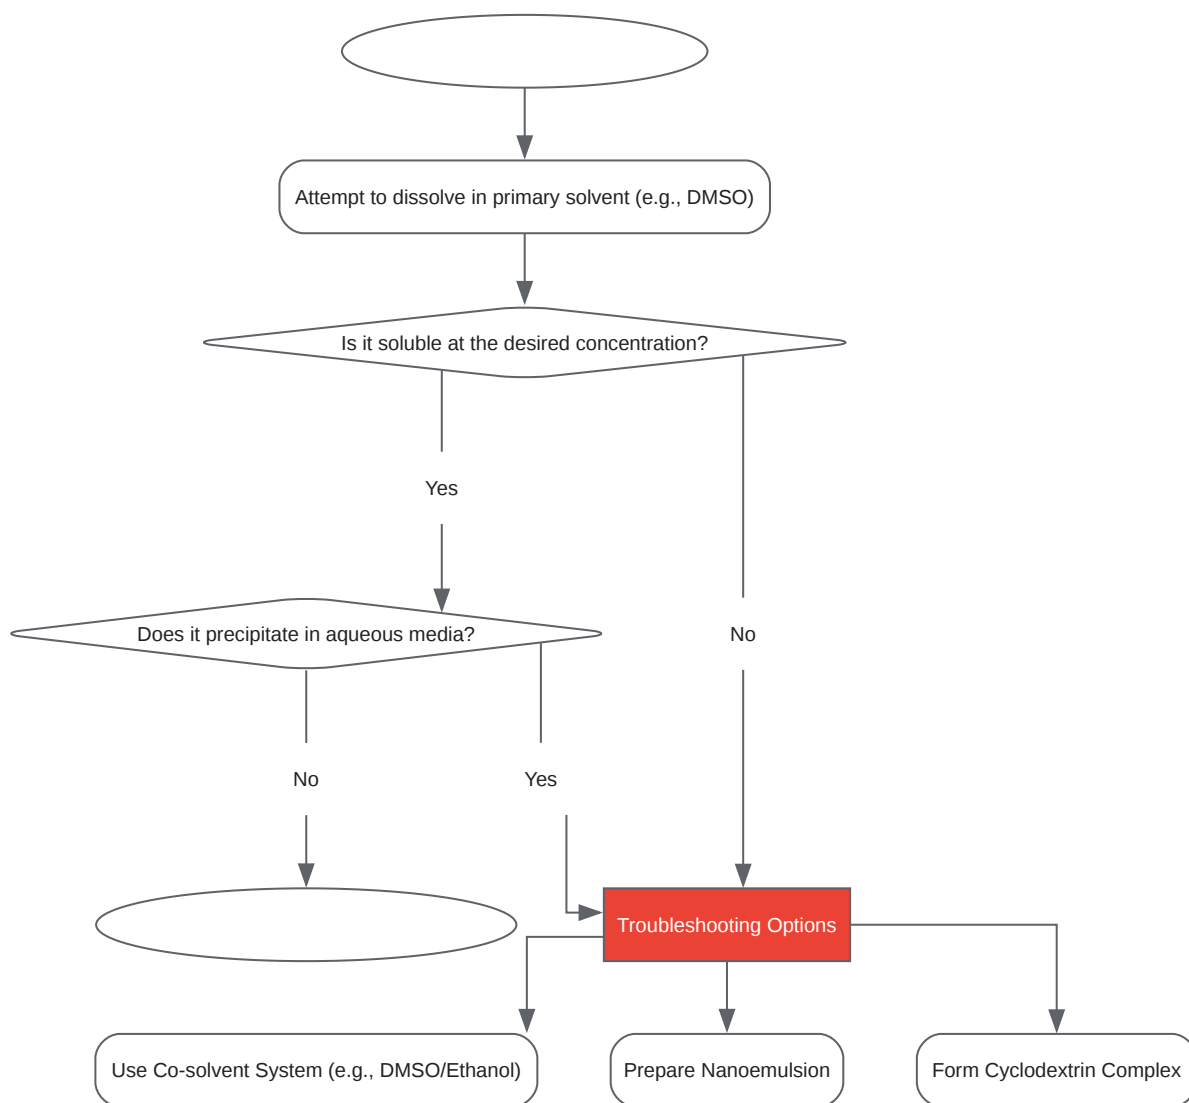 Attempt to dissolve in primary solvent (e.g., DMSO)
Is it soluble at the desired concentration?
Yes
Does it precipitate in aqueous media?
No
No
Yes
Troubleshooting Options
Use Co-solvent System (e.g., DMSO/Ethanol)
Prepare Nanoemulsion
Form Cyclodextrin Complex